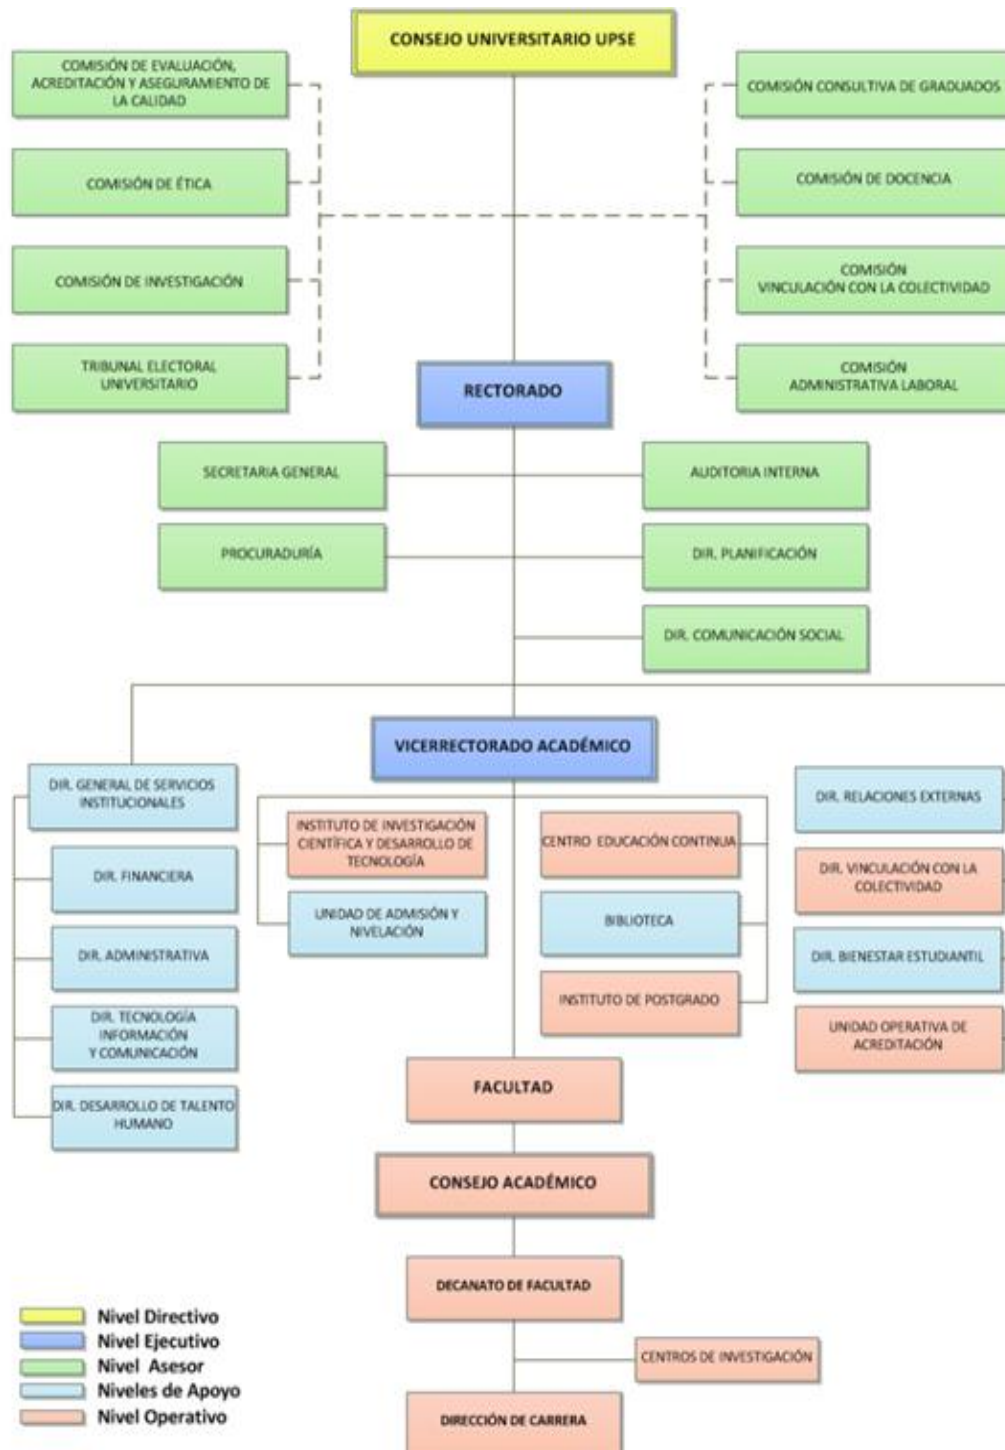 CONSEJO UNIVERSITARIO UPSE
COMISIÓN DE EVALUACIÓN,
ACREDITACIÓN Y ASEGURAMIENTO DE
LA CALIDAD
COMISIÓN CONSULTIVA DE GRADUADOS
COMISIÓN DE ÉTICA
COMISIÓN DE DOCENCIA
COMISIÓN DE INVESTIGACIÓN
COMISIÓN
VINCULACIÓN CON LA COLECTIVIDAD
TRIBUNAL ELECTORAL
UNIVERSITARIO
COMISIÓN
ADMINISTRATIVA LABORAL
RECTORADO
SECRETARIA GENERAL
AUDITORIA INTERNA
PROCURADURÍA
DIR. PLANIFICACIÓN
DIR. COMUNICACIÓN SOCIAL
VICERRECTORADO ACADÉMICO
DIR. GENERAL DE SERVICIOS
INSTITUCIONALES
DIR. FINANCIERA
DIR. ADMINISTRATIVA
DIR. TECNOLOGÍA
INFORMACIÓN
Y COMUNICACIÓN
DIR. DESARROLLO DE TALENTO
HUMANO
INSTITUTO DE INVESTIGACIÓN
CIENTÍFICA Y DESARROLLO DE
TECNOLOGÍA
UNIDAD DE ADMISIÓN Y
NIVELACIÓN
CENTRO EDUCACIÓN CONTINUA
BIBLIOTECA
INSTITUTO DE POSTGRADO
DIR. RELACIONES EXTERNAS
DIR. VINCULACIÓN CON LA
COLECTIVIDAD
DIR. BIENESTAR ESTUDIANTIL
UNIDAD OPERATIVA DE
ACREDITACIÓN
FACULTAD
CONSEJO ACADÉMICO
DECANATO DE FACULTAD
CENTROS DE INVESTIGACIÓN
DIRECCIÓN DE CARRERA
Nivel Directivo
Nivel Ejecutivo
Nivel Asesor
Niveles de Apoyo
Nivel Operativo